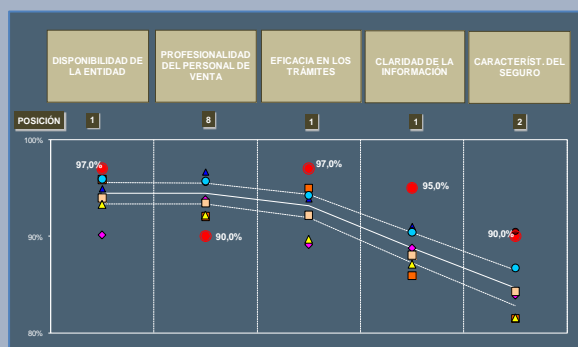 DISPONIBILIDAD DE
LA ENTIDAD
PROFESIONALIDAD
DEL PERSONAL DE
VENTA
EFICACIA EN LOS
TRÁMITES
CLARIDAD DE LA
INFORMACIÓN
CARACTERÍST. DEL
SEGURO
POSICIÓN
1
8
1
1
2
100%
90%
80%
97,0%
90,0%
97,0%
95,0%
90,0%